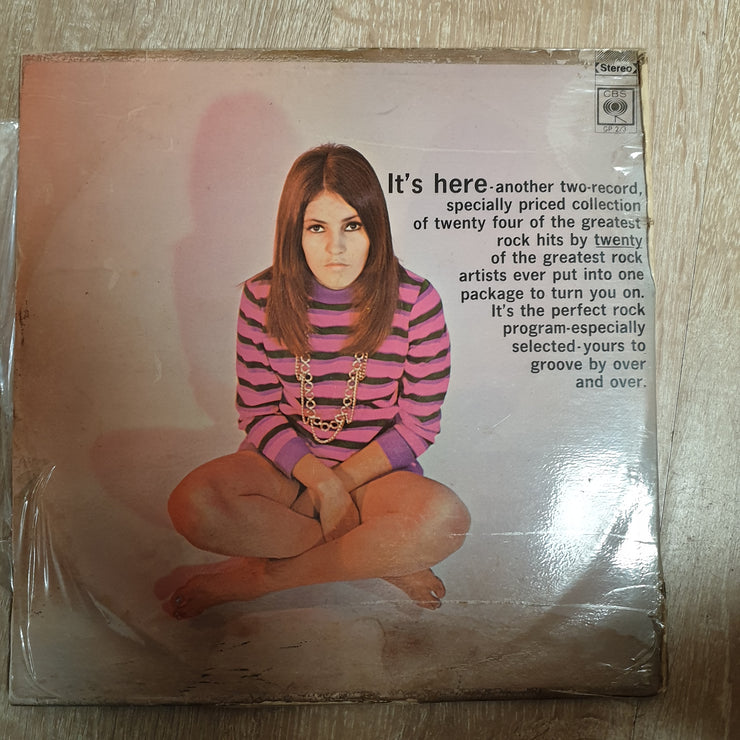 Stereo
CBS
It's here-another two-record,
specially priced collection
of twenty four of the greatest
rock hits by twenty
of the greatest rock
artists ever put into one
package to turn you on.
It's the perfect rock
program-especially
selected-yours to
groove by over
and over.